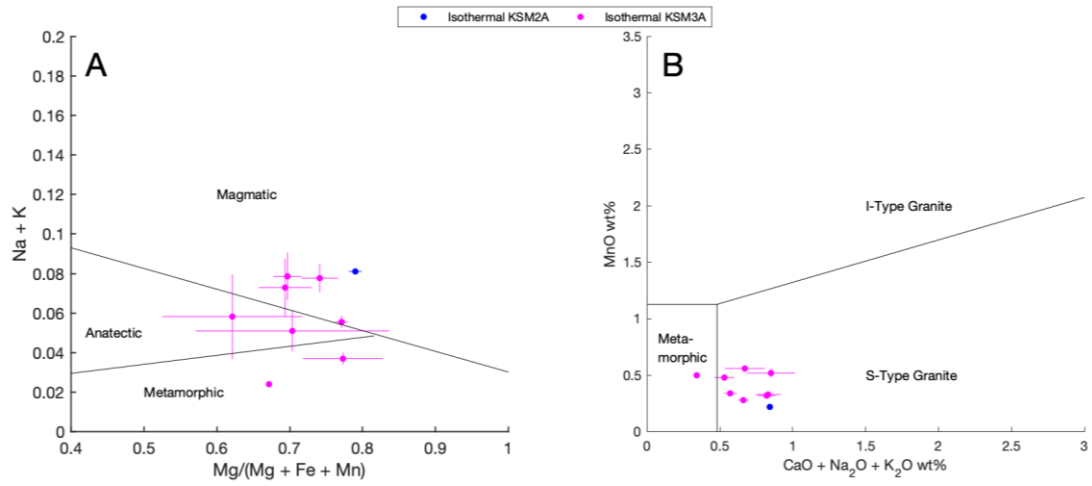 Isothermal KSM2A
Isothermal KSM3A
A
0.2
0.18
0.16
0.14
0.12
0.1
0.08
0.06
0.04
0.02
0
Na + K
Magmatic
Anatectic
Metamorphic
0.4
0.5
0.6
0.7
0.8
0.9
1
Mg/(Mg + Fe + Mn)
B
3.5
3
2.5
2
1.5
1
0.5
0
MnO wt%
I-Type Granite
Meta-
morphic
S-Type Granite
0
0.5
1
1.5
2
2.5
3
CaO + Na₂O + K₂O wt%